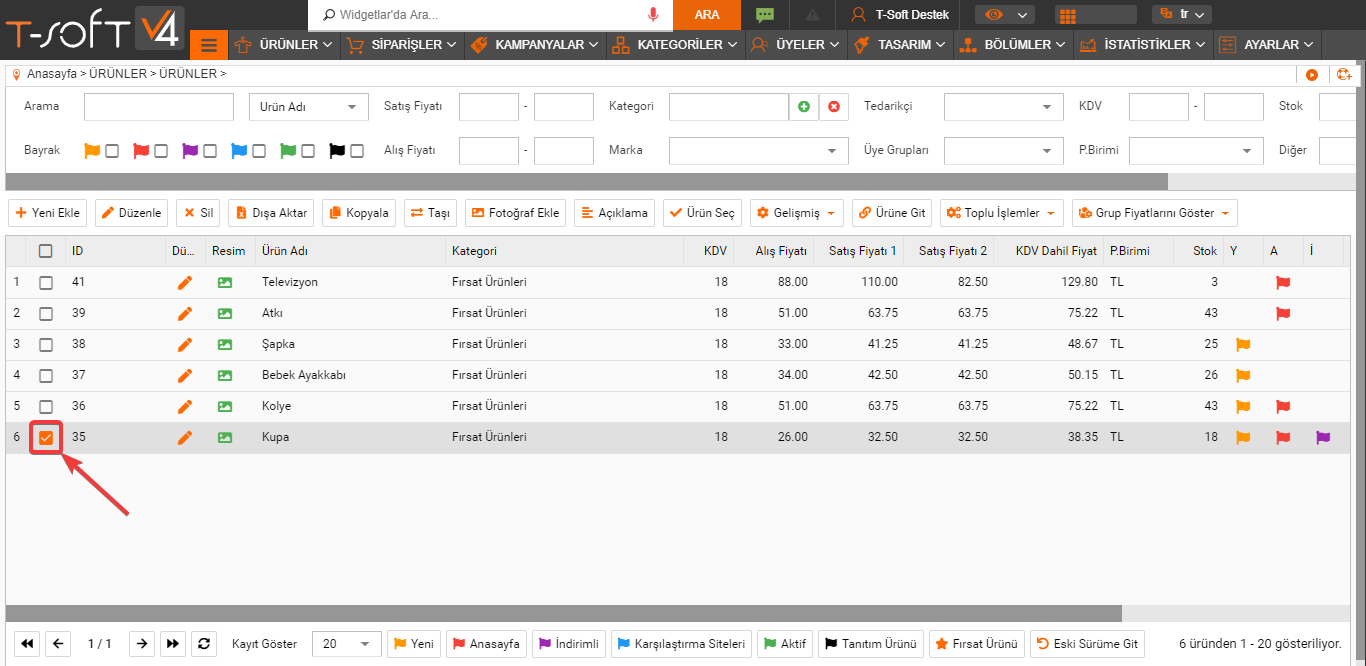 T-SOFT V4
Widgetlar'da Ara...
ARA
T-Soft Destek
tr
ÜRÜNLER
SİPARİŞLER
KAMPANYALAR
KATEGORİLER
ÜYELER
TASARIM
BÖLÜMLER
İSTATİSTİKLER
AYARLAR
Anasayfa > ÜRÜNLER > ÜRÜNLER >
Arama Ürün Adı Satış Fiyatı - Kategori Tedarikçi KDV - Stok
Bayrak Alış Fiyatı - Marka Üye Grupları P.Birimi Diğer
Yeni Ekle Düzenle Sil Dışa Aktar Kopyala Taşı Fotoğraf Ekle Açıklama Ürün Seç Gelişmiş Ürüne Git Toplu İşlemler Grup Fiyatlarını Göster
ID Dü... Resim Ürün Adı Kategori KDV Alış Fiyatı Satış Fiyatı 1 Satış Fiyatı 2 KDV Dahil Fiyat P.Birimi Stok Y A İ
1 41 Televizyon Fırsat Ürünleri 18 88.00 110.00 82.50 129.80 TL 3
2 39 Atkı Fırsat Ürünleri 18 51.00 63.75 63.75 75.22 TL 43
3 38 Şapka Fırsat Ürünleri 18 33.00 41.25 41.25 48.67 TL 25
4 37 Bebek Ayakkabı Fırsat Ürünleri 18 34.00 42.50 42.50 50.15 TL 26
5 36 Kolye Fırsat Ürünleri 18 51.00 63.75 63.75 75.22 TL 43
6 35 Kupa Fırsat Ürünleri 18 26.00 32.50 32.50 38.35 TL 18
1 / 1 Kayıt Göster 20 Yeni Anasayfa İndirimli Karşılaştırma Siteleri Aktif Tanıtım Ürünü Fırsat Ürünü Eski Sürüme Git 6 üründen 1 - 20 gösteriliyor.